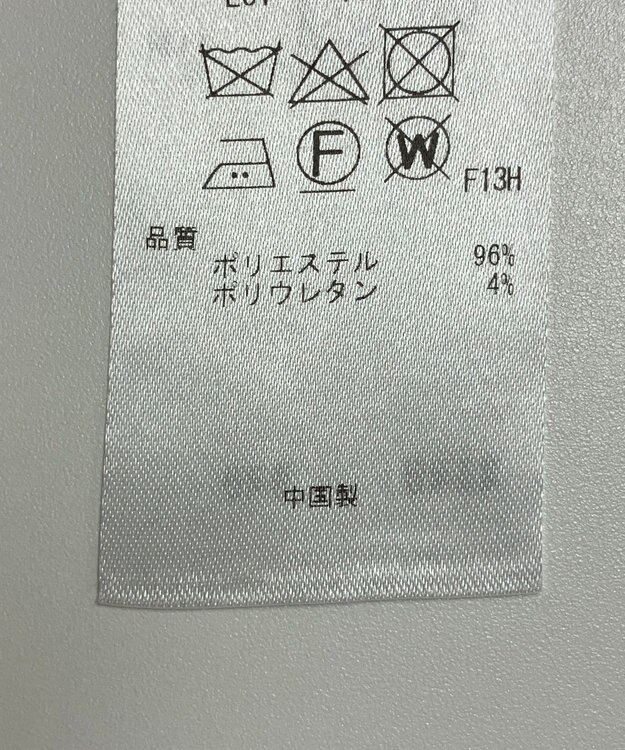 F
W
F13H
品質
ポリエステル 96%
ポリウレタン 4%
中国製